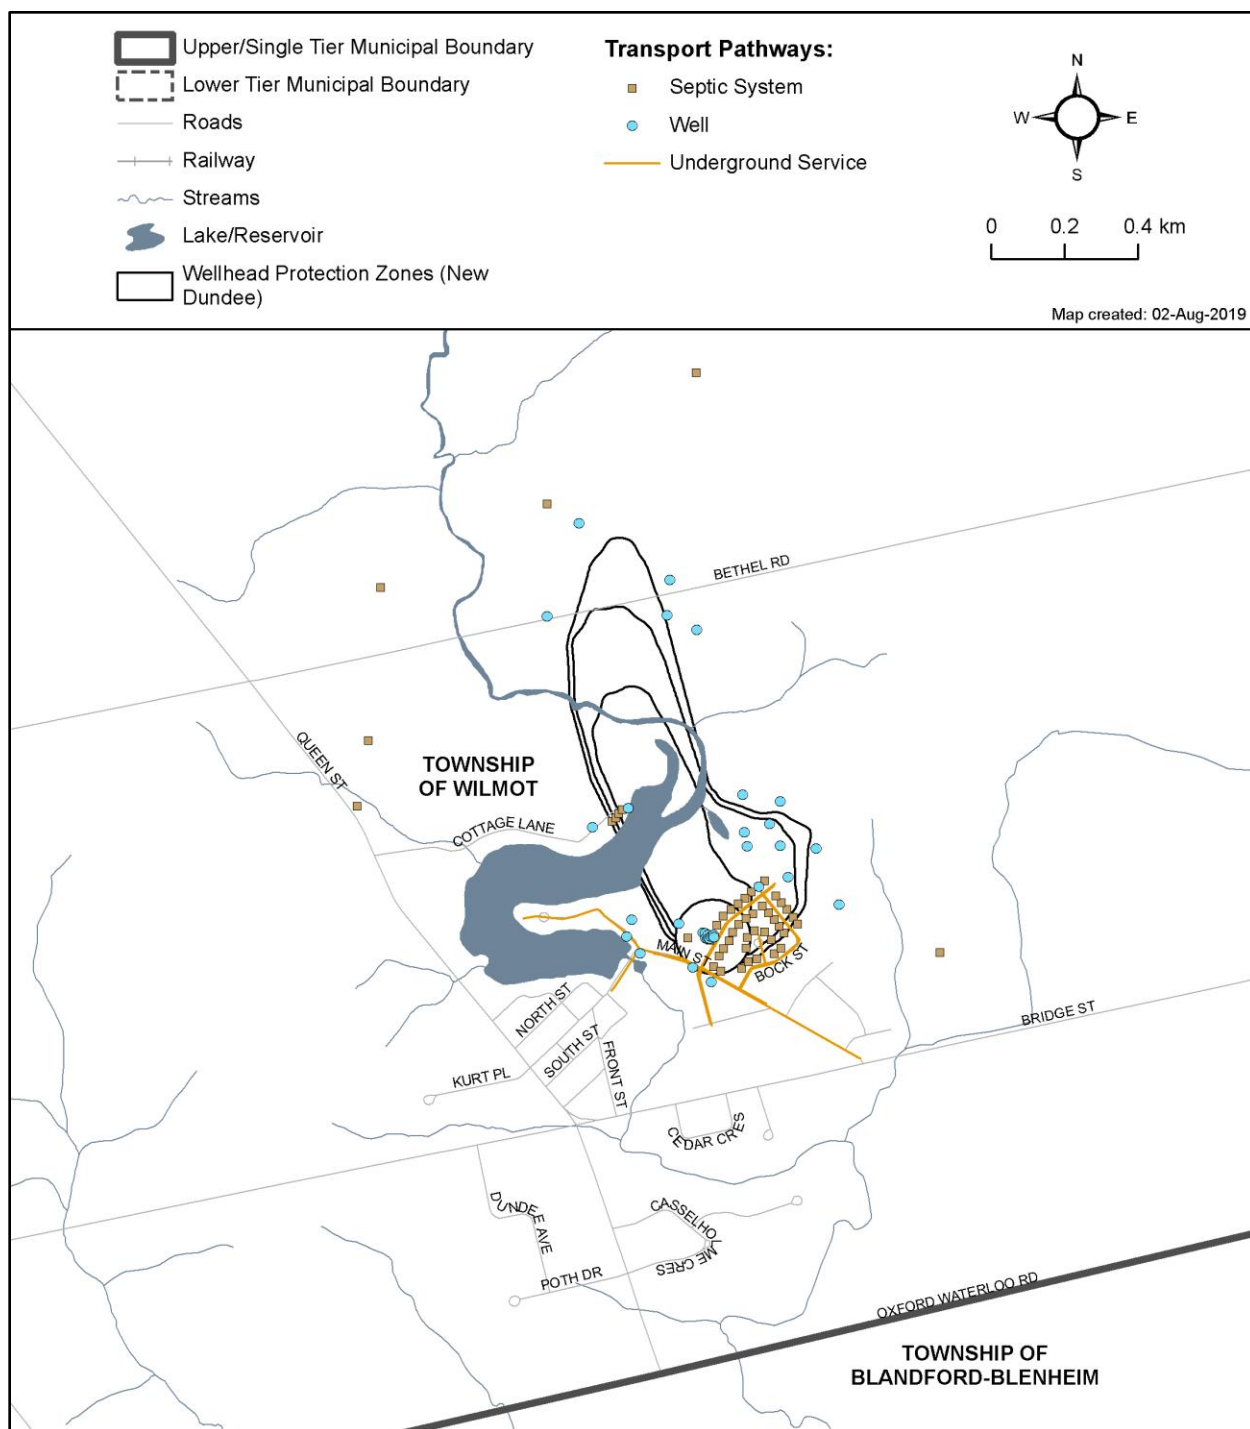 Upper/Single Tier Municipal Boundary
Lower Tier Municipal Boundary
Roads
Railway
Streams
Lake/Reservoir
Wellhead Protection Zones (New
Dundee)
Transport Pathways:
Septic System
Well
Underground Service
N
W
E
S
0 0.2 0.4 km
Map created: 02-Aug-2019
BETHEL RD
QUEEN ST
TOWNSHIP
OF WILMOT
COTTAGE LANE
MAIN ST
BOCK ST
NORTH ST
SOUTH ST
FRONT ST
KURT PL
BRIDGE ST
CEDAR CRES
DUNDEE AVE
CASSELHOLME CRES
POTH DR
OXFORD WATERLOO RD
TOWNSHIP OF
BLANDFORD-BLENHEIM